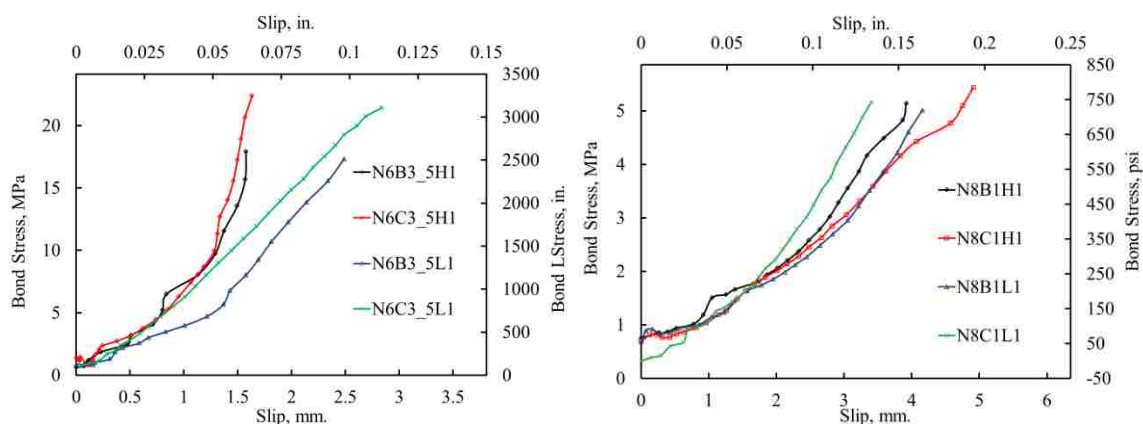 Slip, in.
0 0.025 0.05 0.075 0.1 0.125 0.15
Bond Stress, MPa
20
15
10
5
0
3500
3000
2500
2000
1500
1000
500
0
Bond LStress, in.
N6B3_5H1
N6C3_5H1
N6B3_5L1
N6C3_5L1
0 0.5 1 1.5 2 2.5 3 3.5
Slip, mm.
Slip, in.
0 0.05 0.1 0.15 0.2 0.25
Bond Stress, MPa
5
4
3
2
1
0
850
750
650
550
450
350
250
150
50
-50
Bond Stress, psi
N8B1H1
N8C1H1
N8B1L1
N8C1L1
0 1 2 3 4 5 6
Slip, mm.